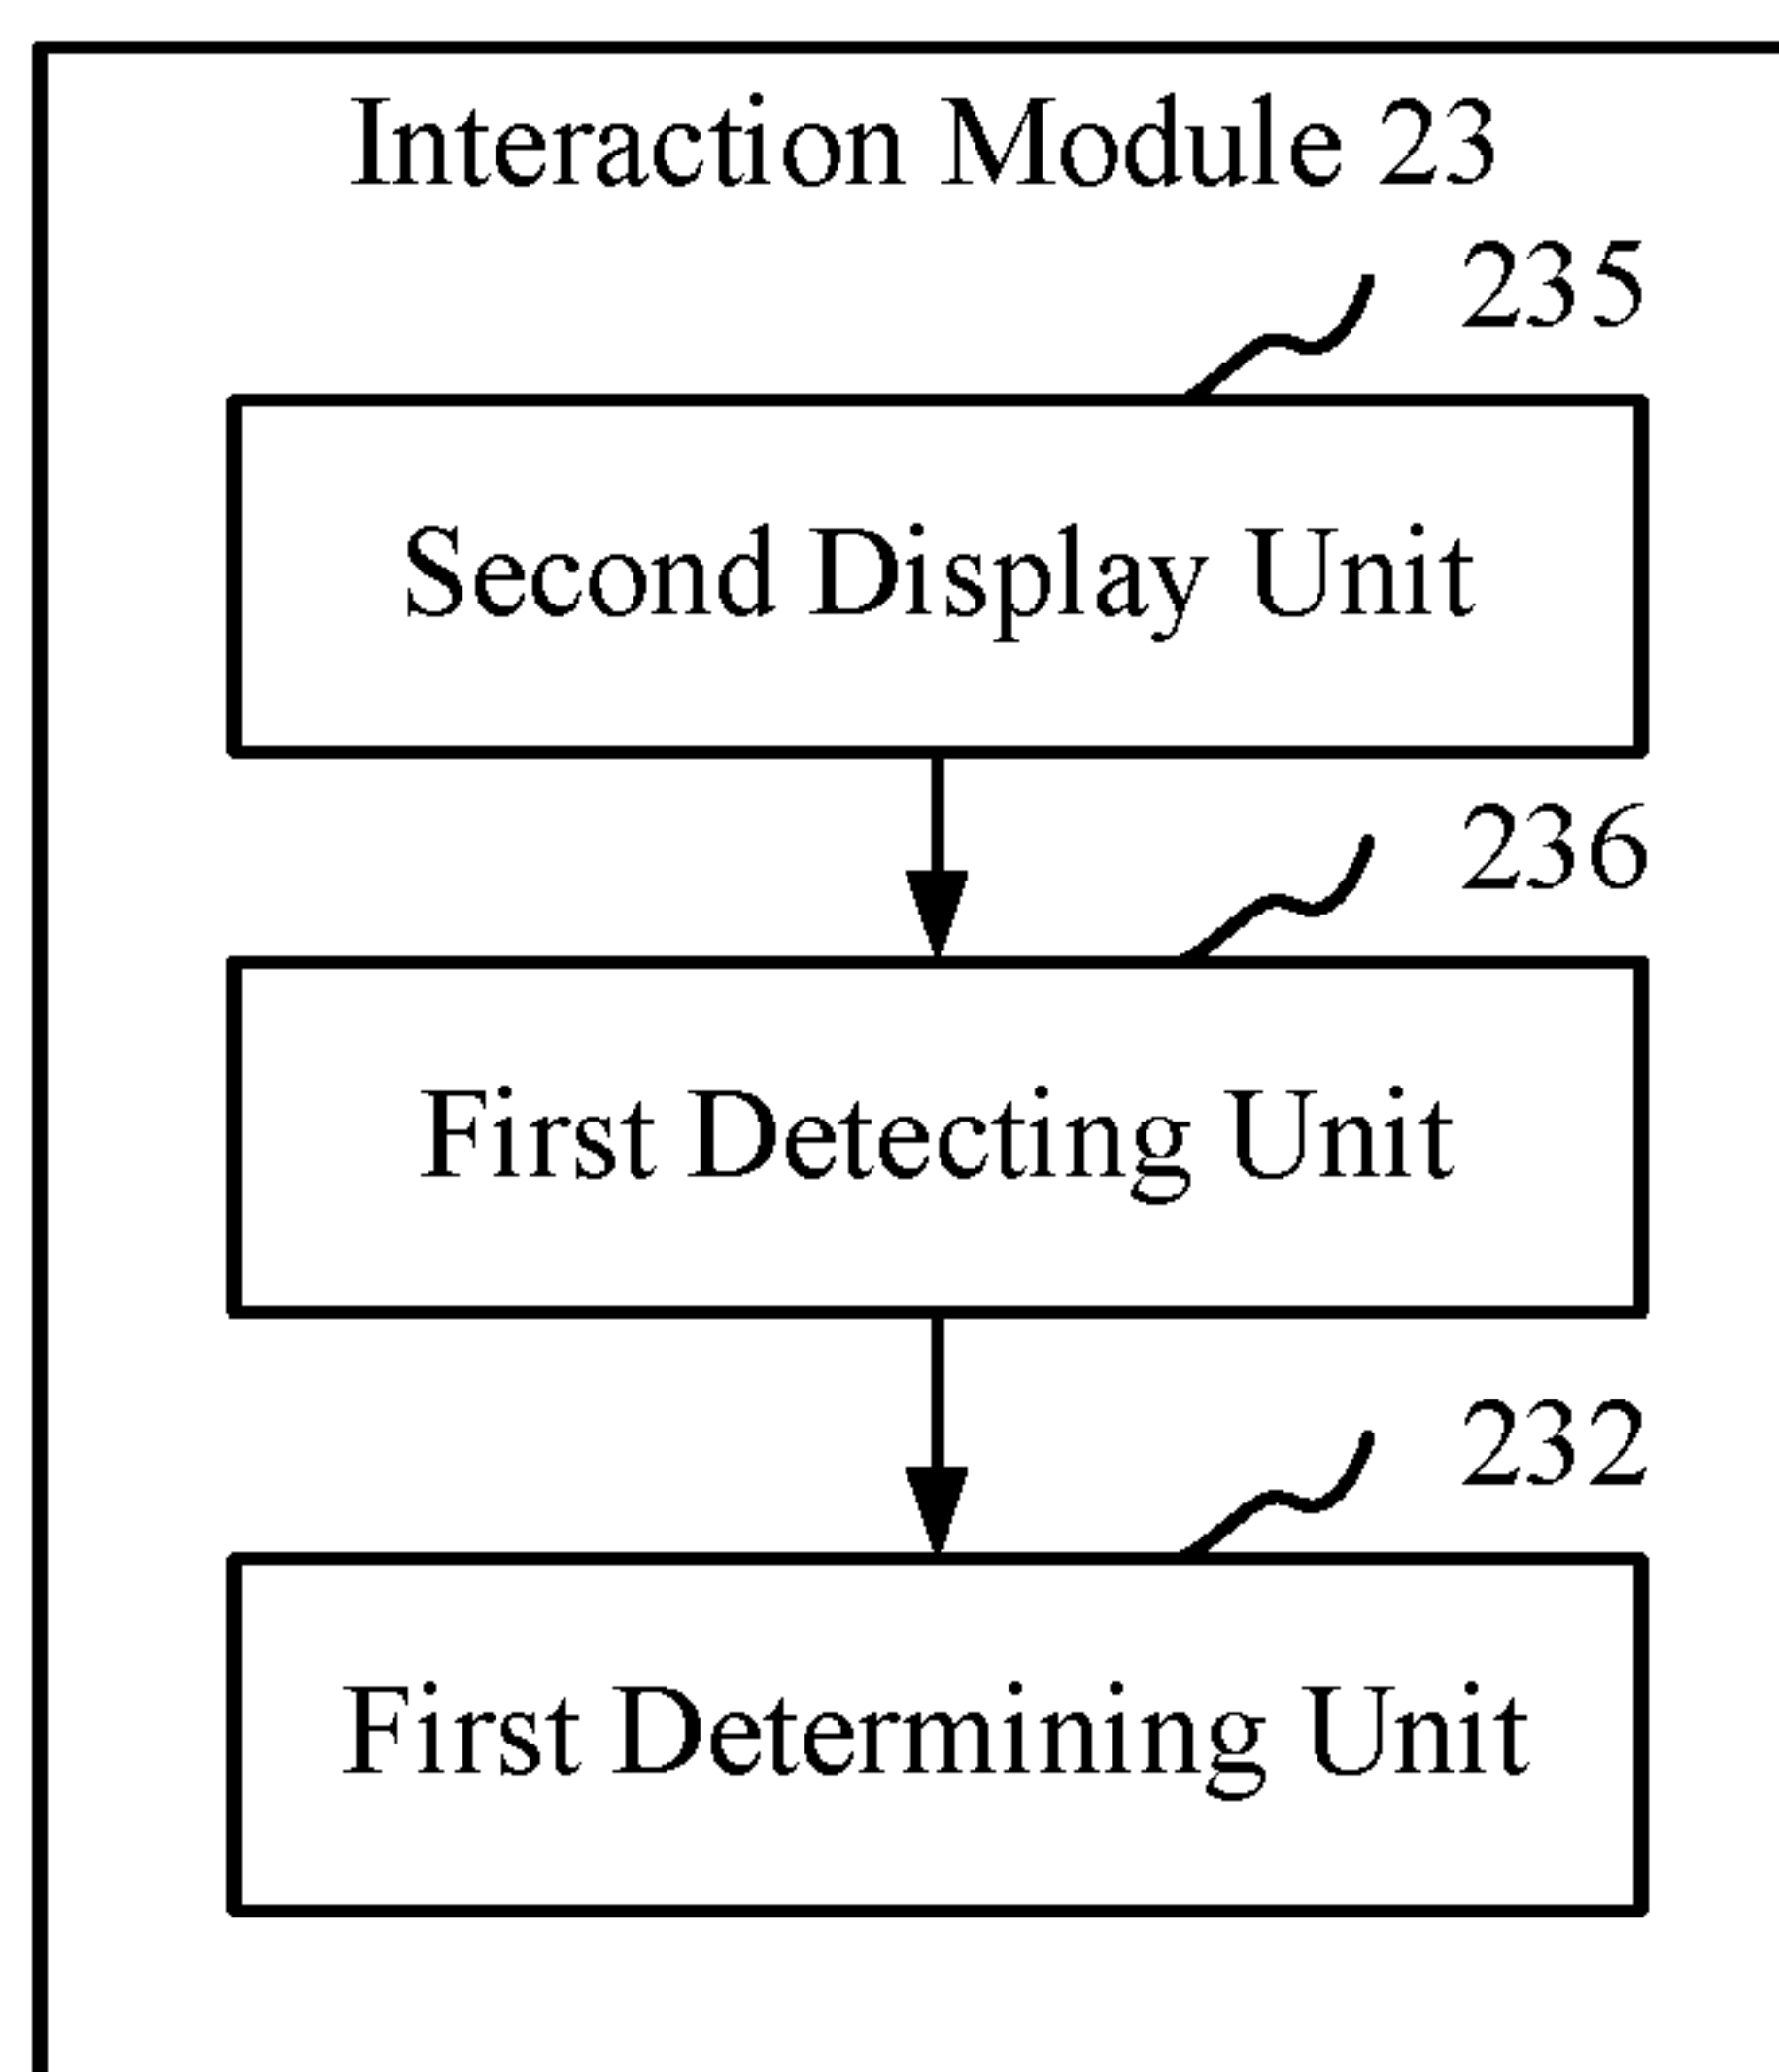 Interaction Module 23
235
Second Display Unit
236
First Detecting Unit
232
First Determining Unit